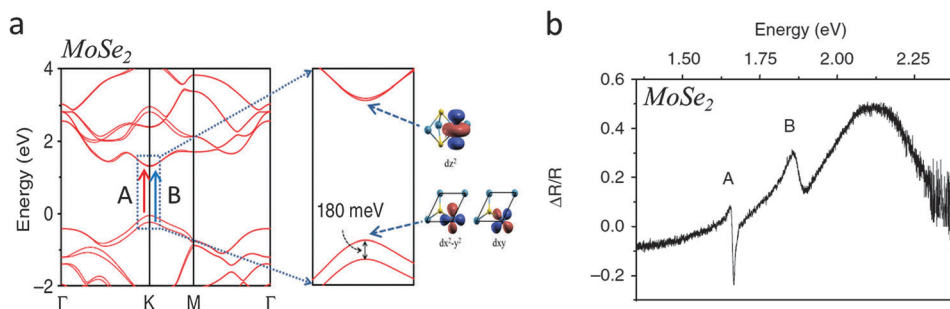 a
MoSe2
Energy (eV)
4
2
0
−2
A
B
Γ
K
M
Γ
180 meV
dz²
dx²-y²
dxy
b
Energy (eV)
1.50
1.75
2.00
2.25
MoSe2
ΔR/R
0.6
0.4
0.2
0.0
−0.2
A
B